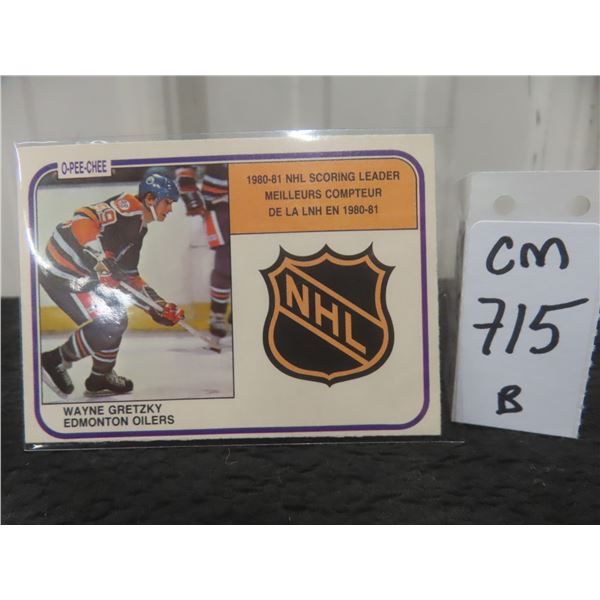 O-PEE-CHEE
1980-81 NHL SCORING LEADER
MEILLEURS COMPTEUR
DE LA LNH EN 1980-81
99
NHL
WAYNE GRETZKY
EDMONTON OILERS
CM
715
B